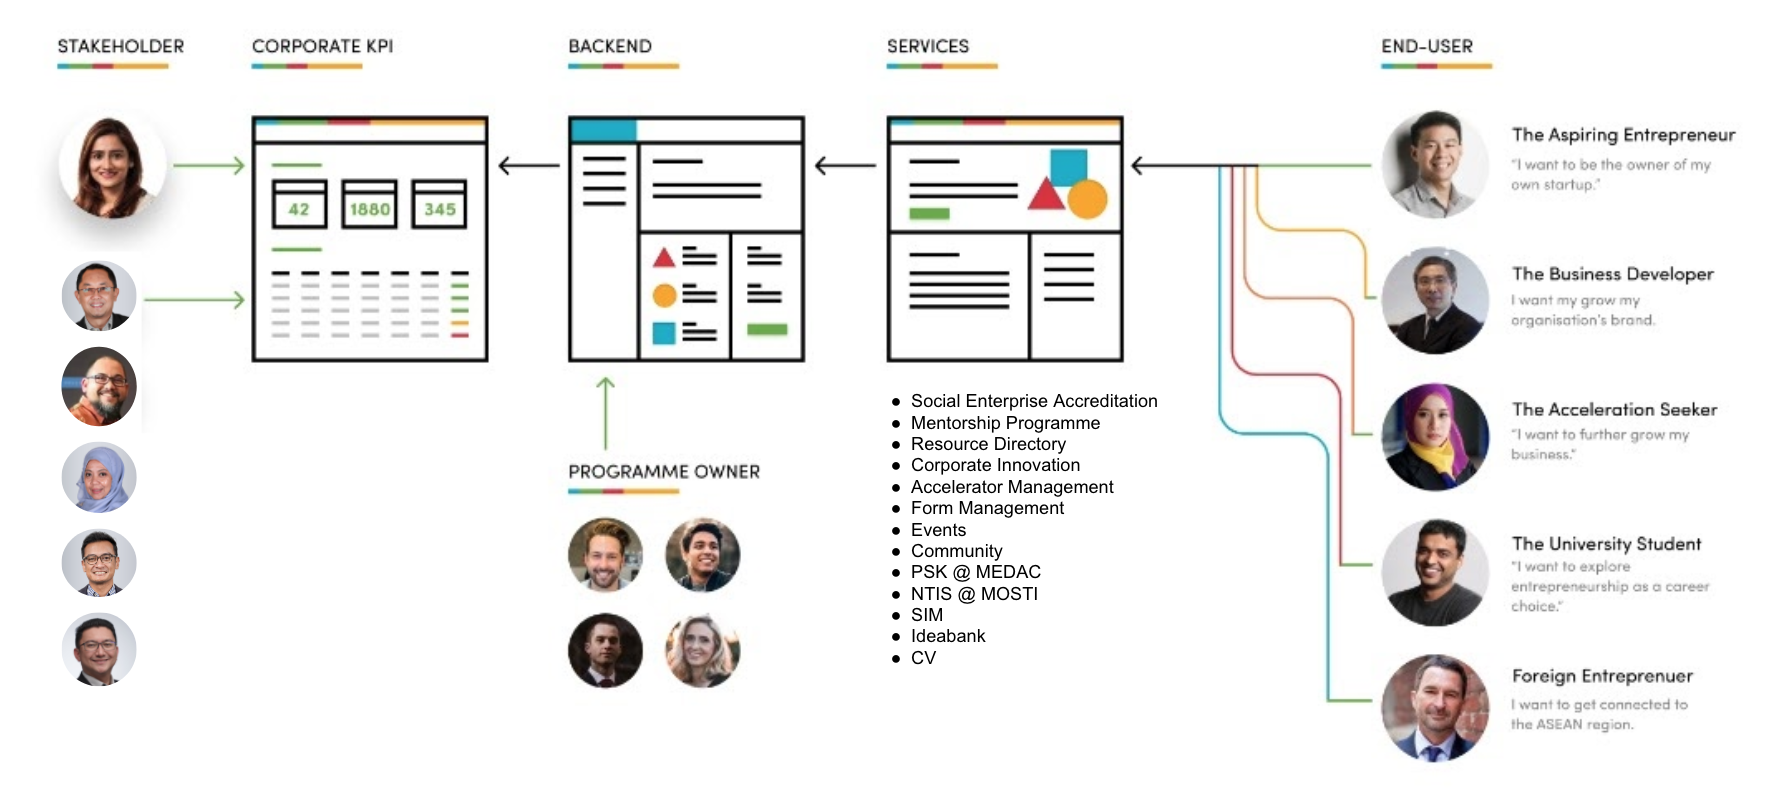 STAKEHOLDER
CORPORATE KPI
BACKEND
SERVICES
END-USER
42
1880
345
The Aspiring Entrepreneur
"I want to be the owner of my
own startup."
The Business Developer
I want my grow my
organisation's brand.
The Acceleration Seeker
"I want to further grow my
business."
The University Student
"I want to explore
entrepreneurship as a career
choice."
Foreign Entreprenuer
I want to get connected to
the ASEAN region.
PROGRAMME OWNER
● Social Enterprise Accreditation
● Mentorship Programme
● Resource Directory
● Corporate Innovation
● Accelerator Management
● Form Management
● Events
● Community
● PSK @ MEDAC
● NTIS @ MOSTI
● SIM
● Ideabank
● CV